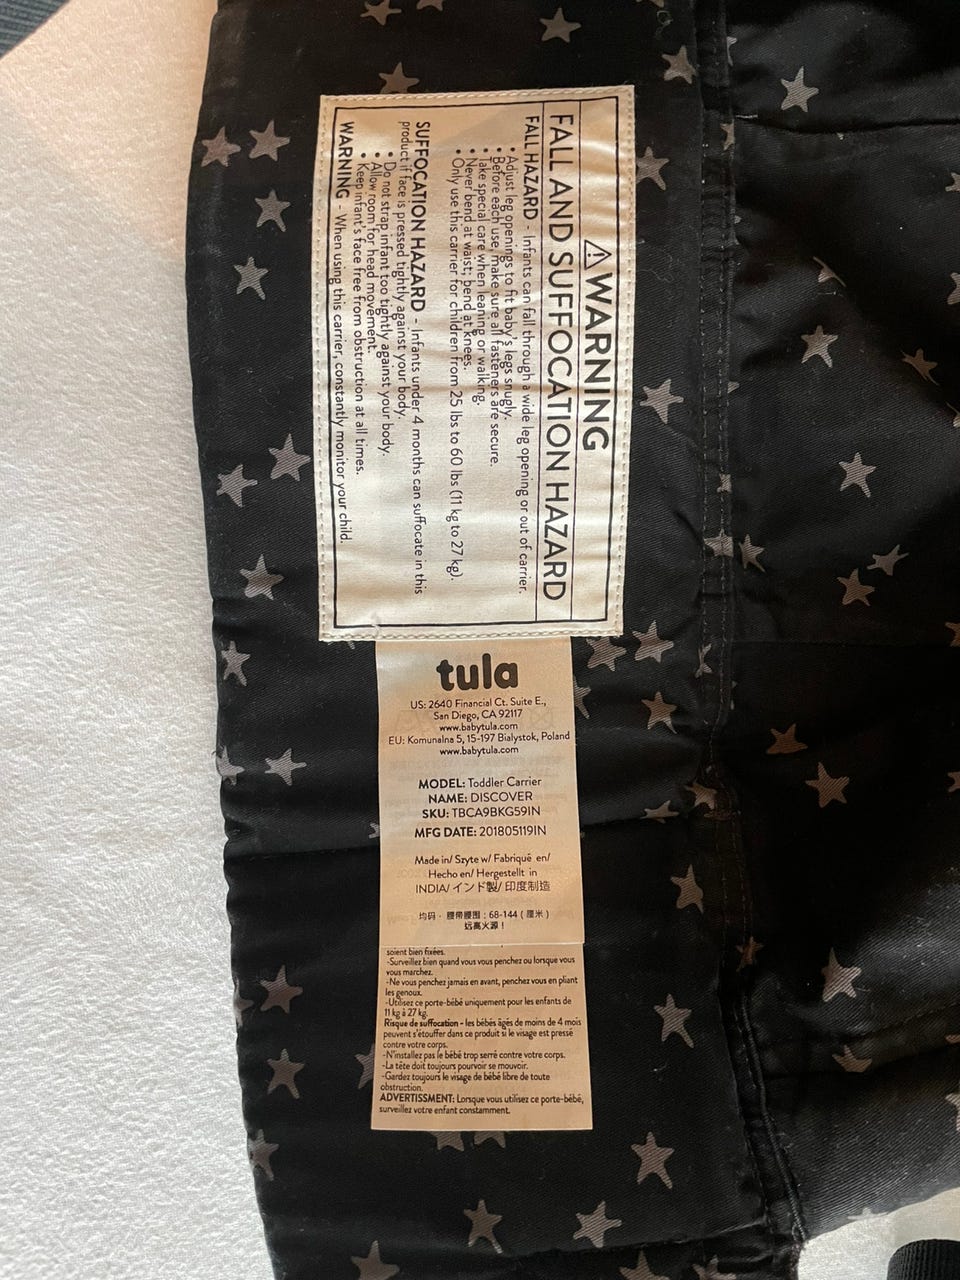 ⚠WARNING
FALL AND SUFFOCATION HAZARD
FALL HAZARD - Infants can fall through a wide leg opening or out of carrier.
• Adjust leg openings to fit baby's legs snugly.
• Before each use, make sure all fasteners are secure.
• Take special care when leaning or walking.
• Never bend at waist; bend at knees.
• Only use this carrier for children from 25 lbs to 60 lbs (11 kg to 27 kg).
SUFFOCATION HAZARD - Infants under 4 months can suffocate in this
product if face is pressed tightly against your body.
• Do not strap infant too tightly against your body.
• Allow room for head movement.
• Keep infant's face free from obstruction at all times.
WARNING - When using this carrier, constantly monitor your child.
tula
US: 2640 Financial Ct. Suite E.,
San Diego, CA 92117
www.babytula.com
EU: Komunalna 5, 15-197 Bialystok, Poland
www.babytula.com
MODEL: Toddler Carrier
NAME: DISCOVER
SKU: TBCA9BKG59IN
MFG DATE: 201805119IN
Made in/ Szyte w/ Fabriqué en/
Hecho en/ Hergestellt in
INDIA/ インド製/ 印度制造
均码 · 腰带腰围：68-144（厘米）
远离火源！
soient bien fixées.
-Surveillez bien quand vous vous penchez ou lorsque vous
vous marchez.
-Ne vous penchez jamais en avant, penchez vous en pliant
les genoux.
-Utilisez ce porte-bébé uniquement pour les enfants de
11 kg à 27 kg.
Risque de suffocation - les bébés âgés de moins de 4 mois
peuvent s'étouffer dans ce produit si le visage est pressé
contre votre corps.
-N'installez pas le bébé trop serré contre votre corps.
-La tête doit toujours pourvoir se mouvoir.
-Gardez toujours le visage de bébé libre de toute
obstruction.
ADVERTISSMENT: Lorsque vous utilisez ce porte-bébé,
surveillez votre enfant constamment.